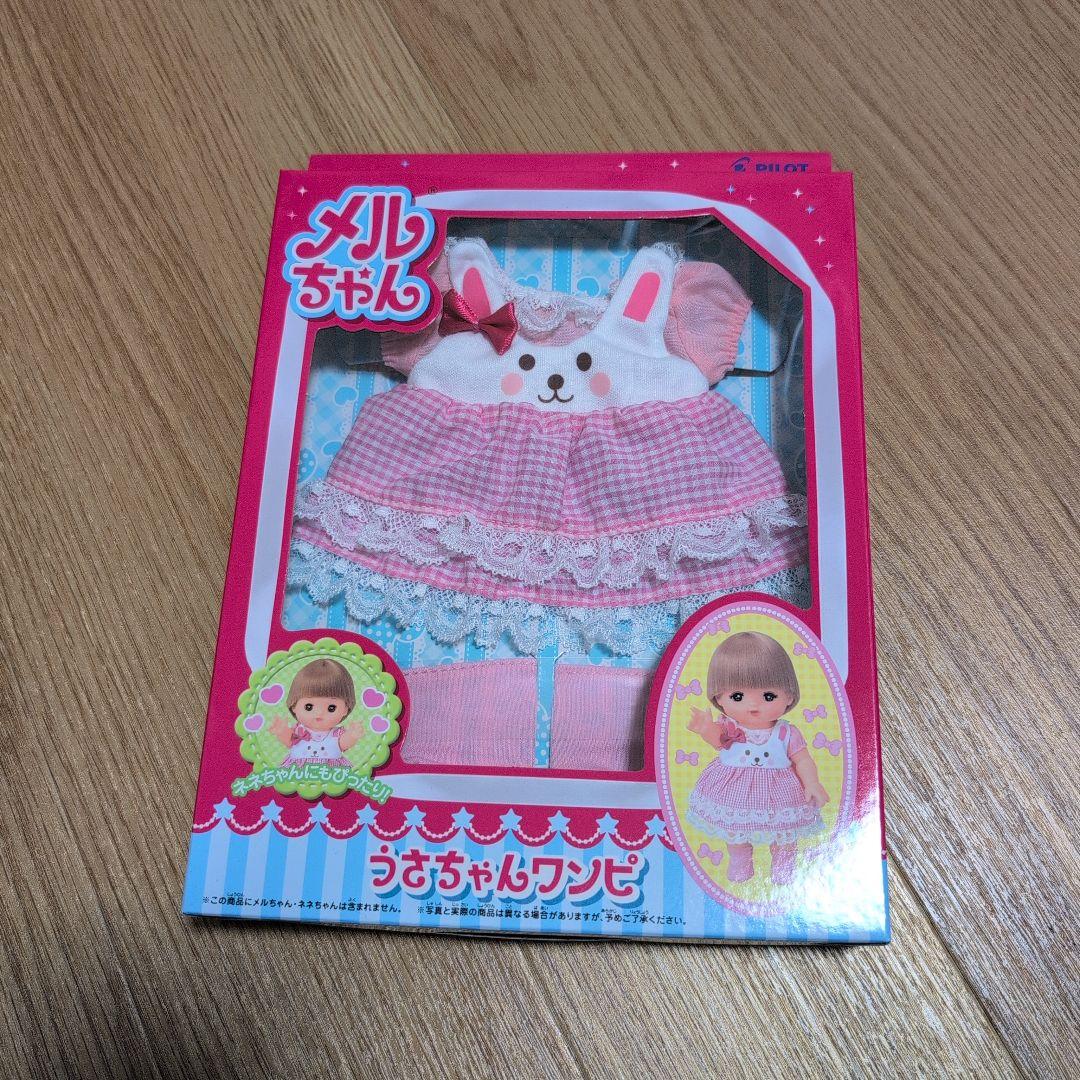 PILOT
メル
ちゃん
®
ネネちゃんにもぴったり!
うさちゃんワンピ
※この商品にメルちゃん・ネネちゃんは含まれません。 ※写真と実際の商品は異なる場合がありますが、予めご了承ください。